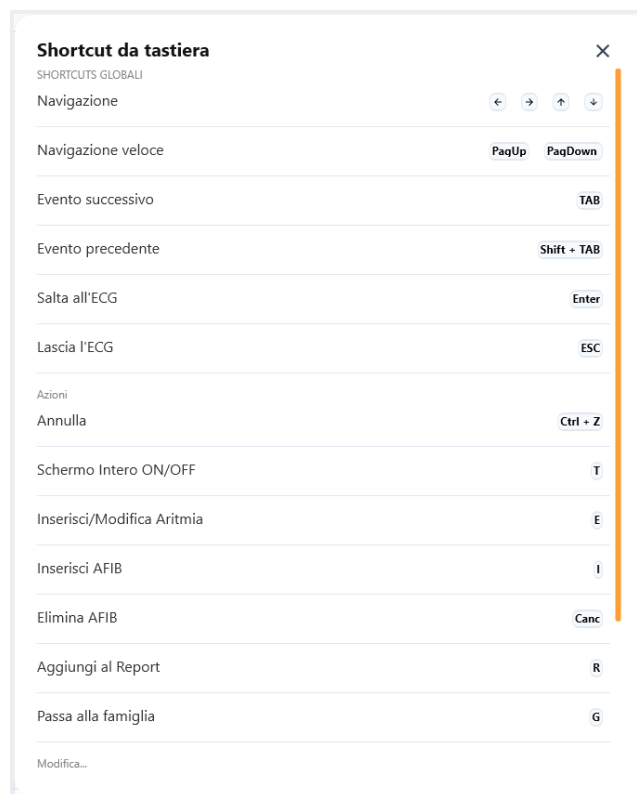 Shortcut da tastiera
SHORTCUTS GLOBALI
Navigazione ← → ↑ ↓
Navigazione veloce PagUp PagDown
Evento successivo TAB
Evento precedente Shift + TAB
Salta all'ECG Enter
Lascia l'ECG ESC
Azioni
Annulla Ctrl + Z
Schermo Intero ON/OFF T
Inserisci/Modifica Aritmia E
Inserisci AFIB I
Elimina AFIB Canc
Aggiungi al Report R
Passa alla famiglia G
Modifica...